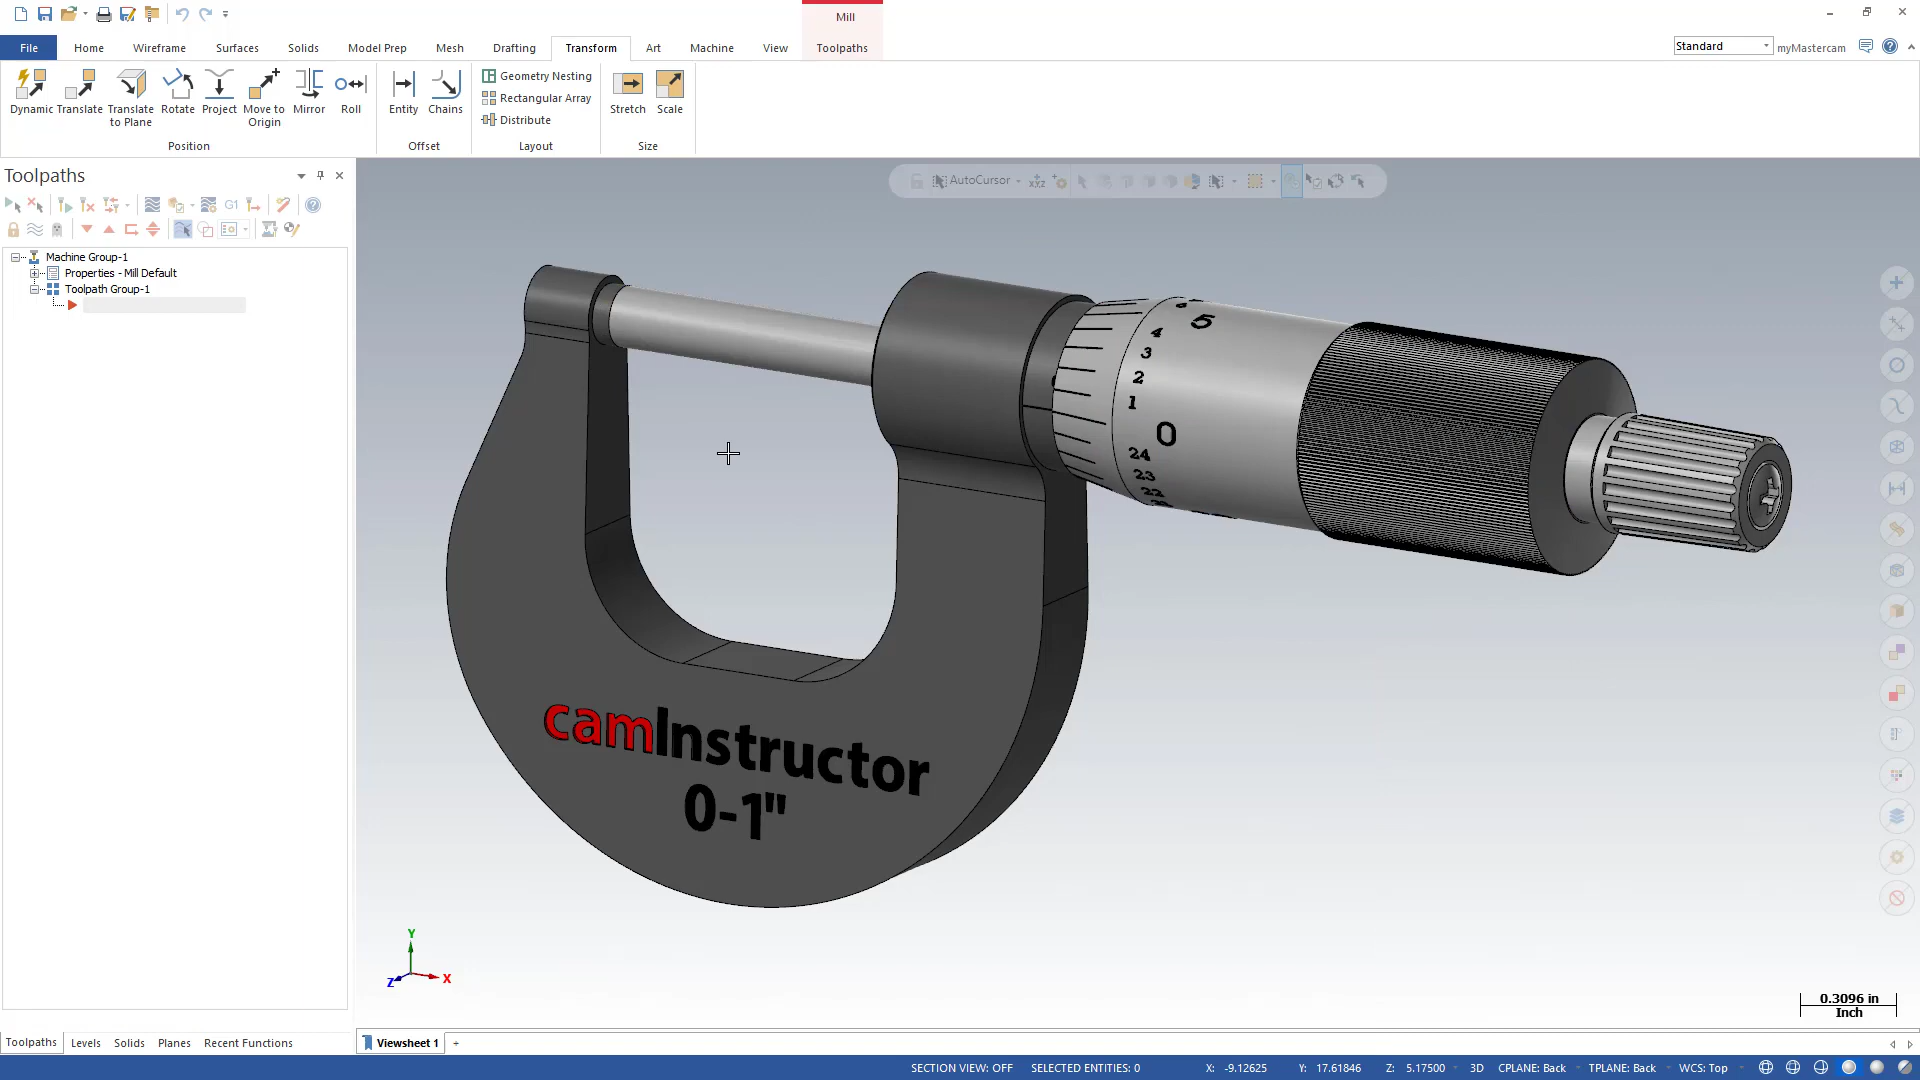 Mill
File
Home
Wireframe
Surfaces
Solids
Model Prep
Mesh
Drafting
Transform
Art
Machine
View
Toolpaths
Standard
myMastercam
Dynamic
Translate
Translate
to Plane
Rotate
Project
Move to
Origin
Mirror
Roll
Position
Entity
Chains
Offset
Geometry Nesting
Rectangular Array
Distribute
Layout
Stretch
Scale
Size
Toolpaths
G1
Machine Group-1
Properties - Mill Default
Toolpath Group-1
AutoCursor
xyz
5
4
3
2
1
0
24
23
22
camInstructor
0-1"
Y
Z
X
0.3096 in
Inch
Toolpaths
Levels
Solids
Planes
Recent Functions
Viewsheet 1
+
SECTION VIEW: OFF
SELECTED ENTITIES: 0
X: -9.12625
Y: 17.61846
Z: 5.17500
3D
CPLANE: Back
TPLANE: Back
WCS: Top